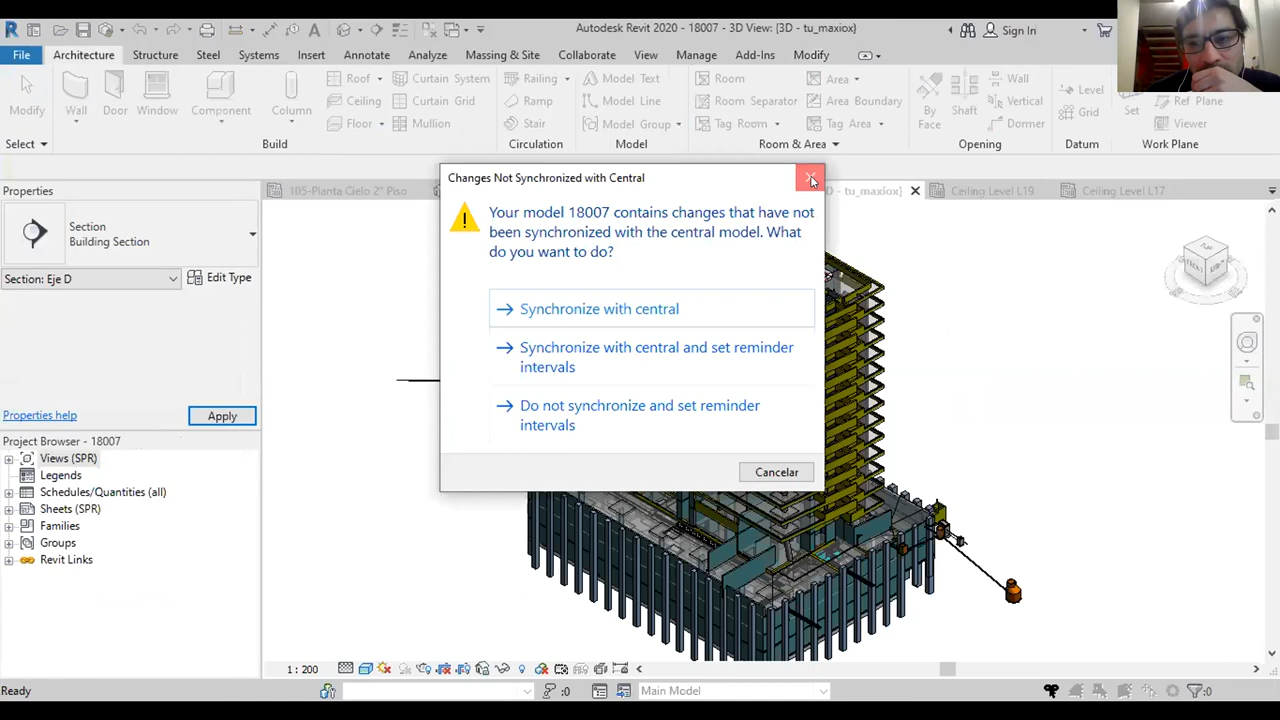 Autodesk Revit 2020 - 18007 - 3D View: {3D - tu_maxiox}
Sign In
File Architecture Structure Steel Systems Insert Annotate Analyze Massing & Site Collaborate View Manage Add-Ins Modify
Modify
Wall
Door
Window
Component
Column
Roof
Ceiling
Floor
Curtain System
Curtain Grid
Mullion
Railing
Ramp
Stair
Model Text
Model Line
Model Group
Room
Room Separator
Tag Room
Area
Area Boundary
Tag Area
By
Face
Shaft
Wall
Vertical
Dormer
Level
Grid
Set
Ref Plane
Viewer
Select
Build
Circulation
Model
Room & Area
Opening
Datum
Work Plane
Properties
105-Planta Cielo 2° Piso
D - tu_maxiox}
Ceiling Level L19
Ceiling Level L17
Section
Building Section
Section: Eje D
Edit Type
Properties help
Apply
Project Browser - 18007
Views (SPR)
Legends
Schedules/Quantities (all)
Sheets (SPR)
Families
Groups
Revit Links
Changes Not Synchronized with Central
Your model 18007 contains changes that have not
been synchronized with the central model. What
do you want to do?
Synchronize with central
Synchronize with central and set reminder
intervals
Do not synchronize and set reminder
intervals
Cancelar
1 : 200
Ready
:0
Main Model
:0